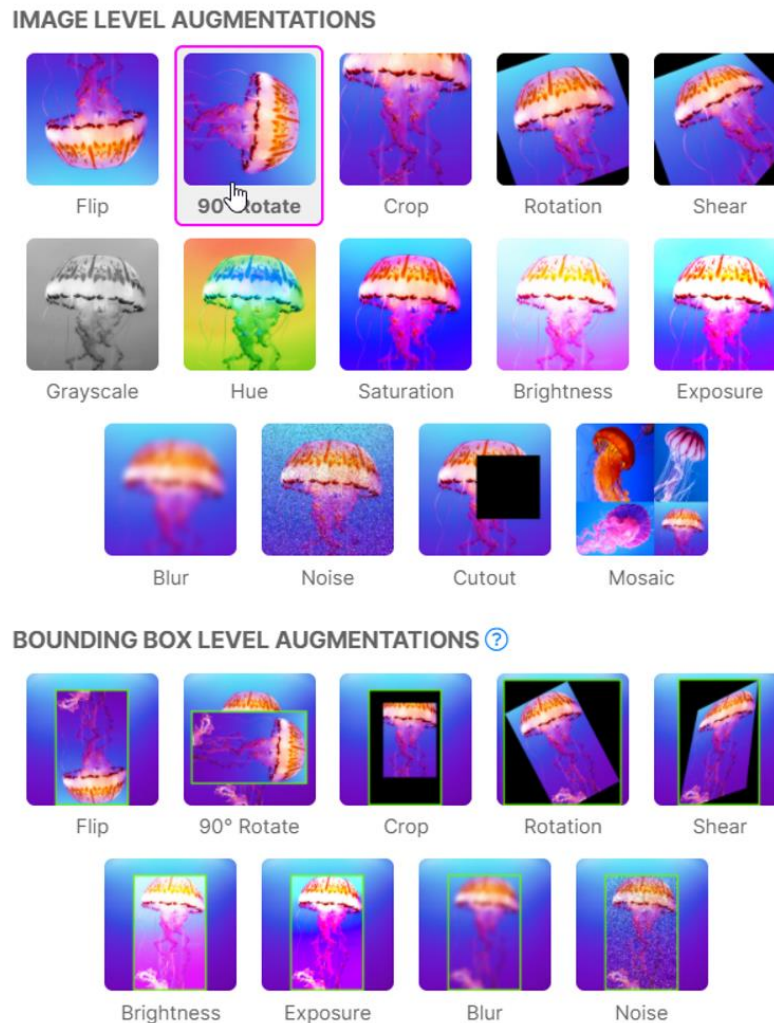 IMAGE LEVEL AUGMENTATIONS
Flip
90° Rotate
Crop
Rotation
Shear
Grayscale
Hue
Saturation
Brightness
Exposure
Blur
Noise
Cutout
Mosaic
BOUNDING BOX LEVEL AUGMENTATIONS ?
Flip
90° Rotate
Crop
Rotation
Shear
Brightness
Exposure
Blur
Noise